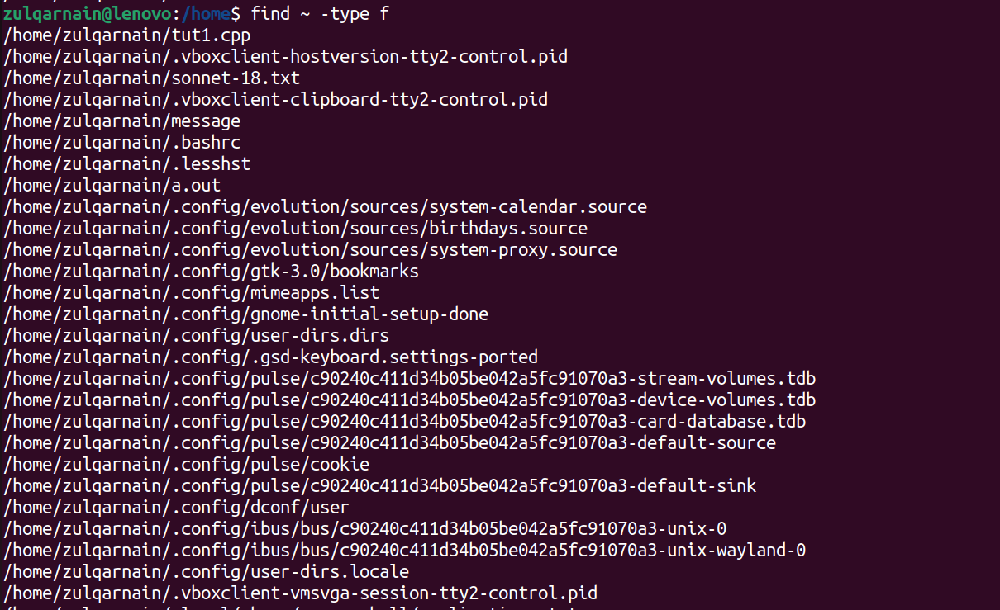 zulqarnain@lenovo:/home$ find ~ -type f
/home/zulqarnain/tut1.cpp
/home/zulqarnain/.vboxclient-hostversion-tty2-control.pid
/home/zulqarnain/sonnet-18.txt
/home/zulqarnain/.vboxclient-clipboard-tty2-control.pid
/home/zulqarnain/message
/home/zulqarnain/.bashrc
/home/zulqarnain/.lesshst
/home/zulqarnain/a.out
/home/zulqarnain/.config/evolution/sources/system-calendar.source
/home/zulqarnain/.config/evolution/sources/birthdays.source
/home/zulqarnain/.config/evolution/sources/system-proxy.source
/home/zulqarnain/.config/gtk-3.0/bookmarks
/home/zulqarnain/.config/mimeapps.list
/home/zulqarnain/.config/gnome-initial-setup-done
/home/zulqarnain/.config/user-dirs.dirs
/home/zulqarnain/.config/.gsd-keyboard.settings-ported
/home/zulqarnain/.config/pulse/c90240c411d34b05be042a5fc91070a3-stream-volumes.tdb
/home/zulqarnain/.config/pulse/c90240c411d34b05be042a5fc91070a3-device-volumes.tdb
/home/zulqarnain/.config/pulse/c90240c411d34b05be042a5fc91070a3-card-database.tdb
/home/zulqarnain/.config/pulse/c90240c411d34b05be042a5fc91070a3-default-source
/home/zulqarnain/.config/pulse/cookie
/home/zulqarnain/.config/pulse/c90240c411d34b05be042a5fc91070a3-default-sink
/home/zulqarnain/.config/dconf/user
/home/zulqarnain/.config/ibus/bus/c90240c411d34b05be042a5fc91070a3-unix-0
/home/zulqarnain/.config/ibus/bus/c90240c411d34b05be042a5fc91070a3-unix-wayland-0
/home/zulqarnain/.config/user-dirs.locale
/home/zulqarnain/.vboxclient-vmsvga-session-tty2-control.pid